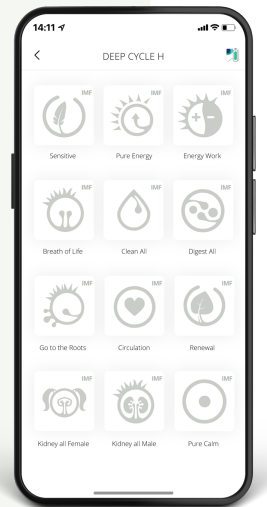 14:11
DEEP CYCLE H
IMF IMF IMF
Sensitive Pure Energy Energy Work
IMF IMF IMF
Breath of Life Clean All Digest All
IMF IMF IMF
Go to the Roots Circulation Renewal
IMF IMF IMF
Kidney all Female Kidney all Male Pure Calm